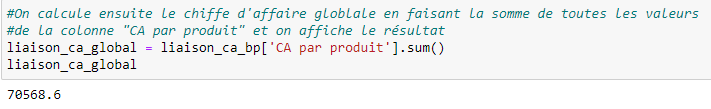 #On calcule ensuite le chiffe d'affaire globlale en faisant la somme de toutes les valeurs
#de la colonne "CA par produit" et on affiche le résultat
liaison_ca_global = liaison_ca_bp['CA par produit'].sum()
liaison_ca_global
70568.6